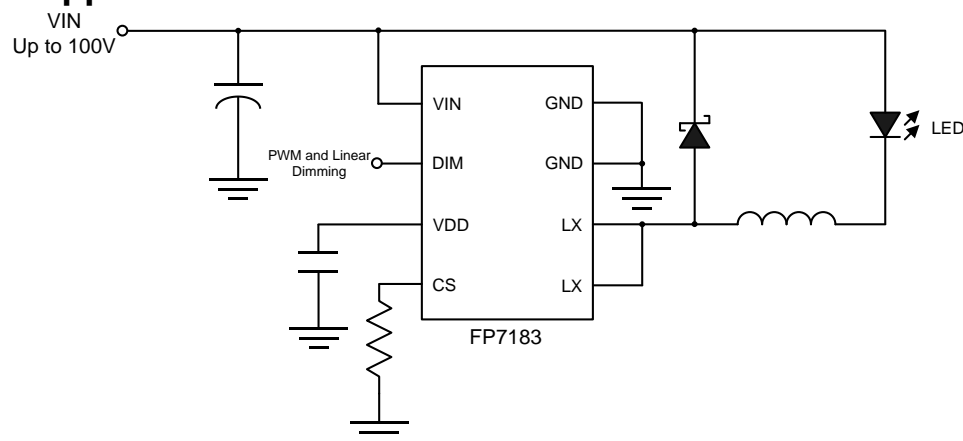 VIN
Up to 100V
VIN
GND
PWM and Linear
Dimming
DIM
GND
LED
VDD
LX
CS
LX
FP7183